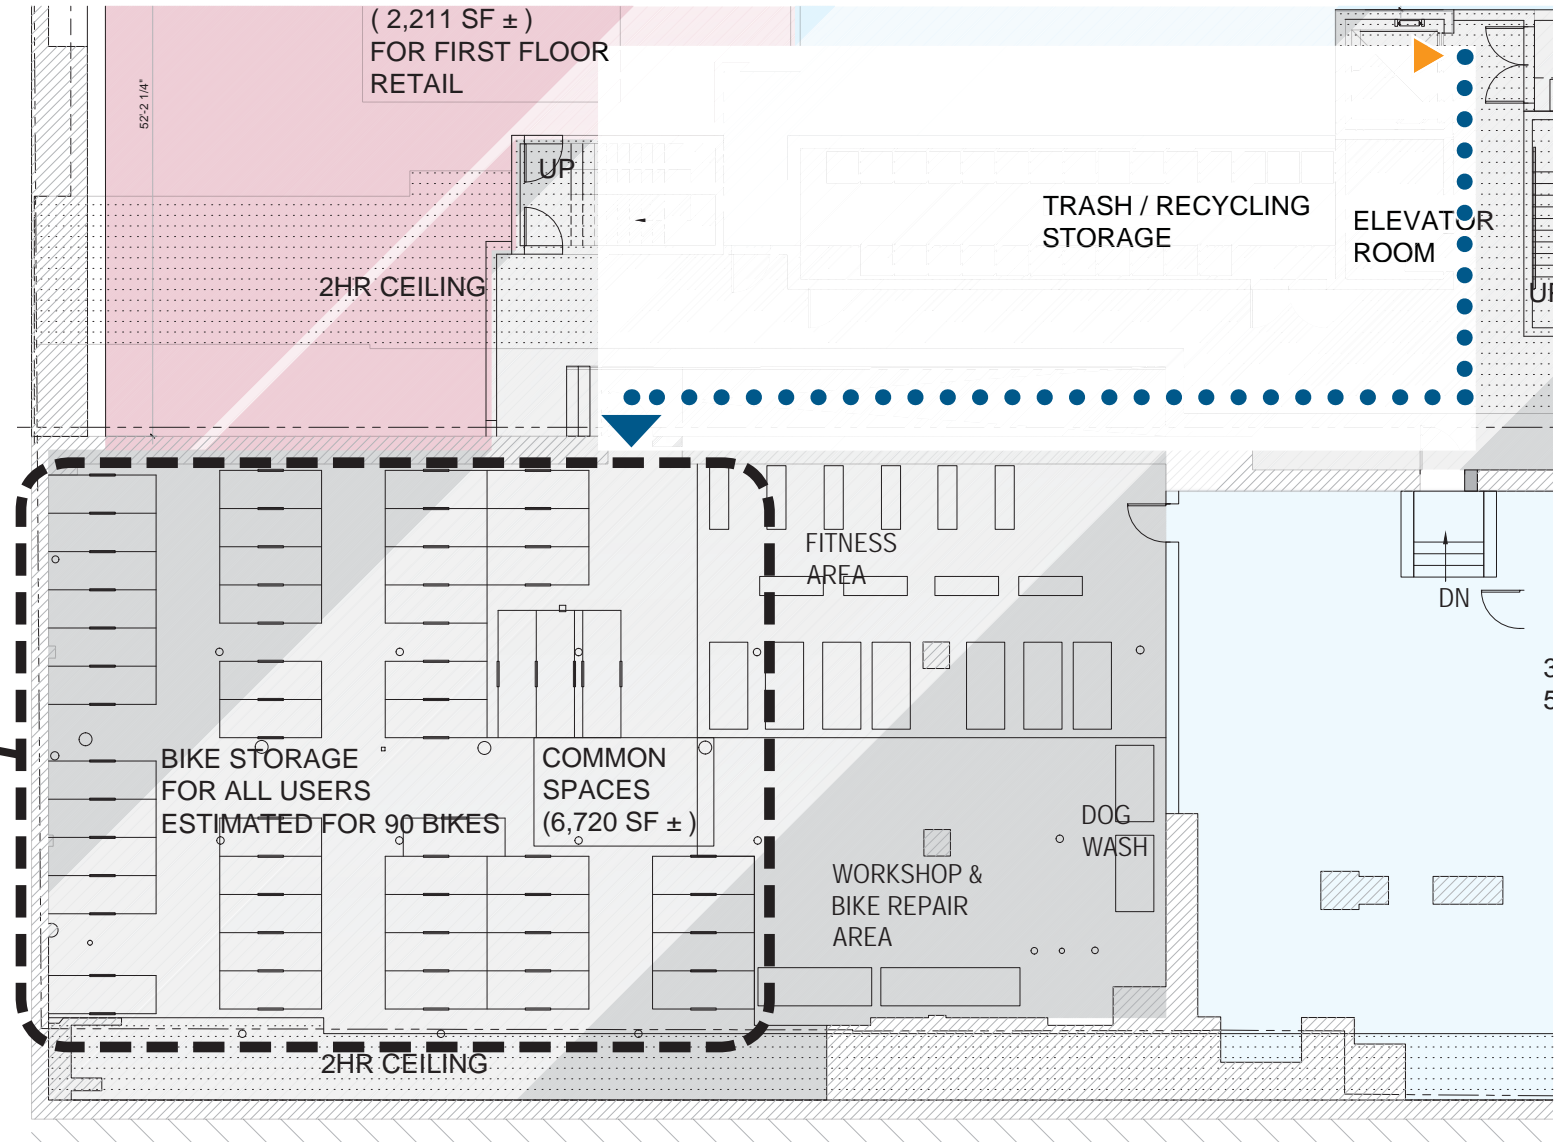 ( 2,211 SF ± )
FOR FIRST FLOOR
RETAIL
52'-2 1/4"
UP
TRASH / RECYCLING
STORAGE
ELEVATOR
ROOM
2HR CEILING
FITNESS
AREA
DN
BIKE STORAGE
FOR ALL USERS
ESTIMATED FOR 90 BIKES
COMMON
SPACES
(6,720 SF ± )
DOG
WASH
WORKSHOP &
BIKE REPAIR
AREA
2HR CEILING